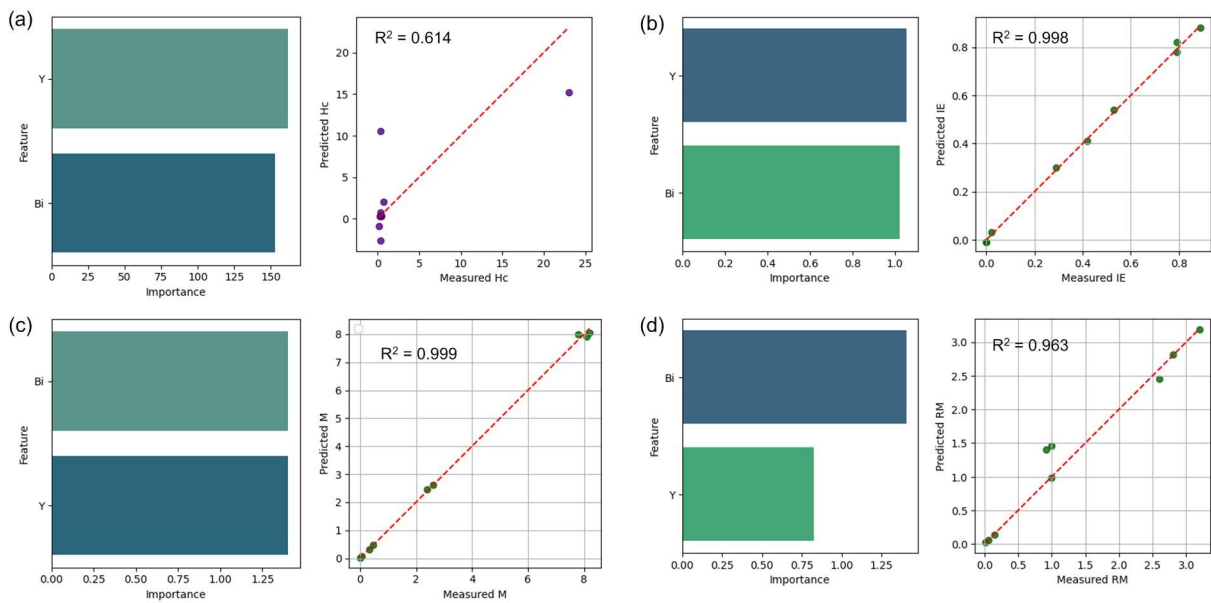 (a)
Y
Bi
Feature
0 25 50 75 100 125 150
Importance
R² = 0.614
20
15
10
5
0
Predicted Hc
0 5 10 15 20 25
Measured Hc
(b)
Y
Bi
Feature
0.0 0.2 0.4 0.6 0.8 1.0
Importance
R² = 0.998
0.8
0.6
0.4
0.2
0.0
Predicted IE
0.0 0.2 0.4 0.6 0.8
Measured IE
(c)
Bi
Y
Feature
0.00 0.25 0.50 0.75 1.00 1.25
Importance
R² = 0.999
8
7
6
5
4
3
2
1
0
Predicted M
0 2 4 6 8
Measured M
(d)
Bi
Y
Feature
0.00 0.25 0.50 0.75 1.00 1.25
Importance
R² = 0.963
3.0
2.5
2.0
1.5
1.0
0.5
0.0
Predicted RM
0.0 0.5 1.0 1.5 2.0 2.5 3.0
Measured RM